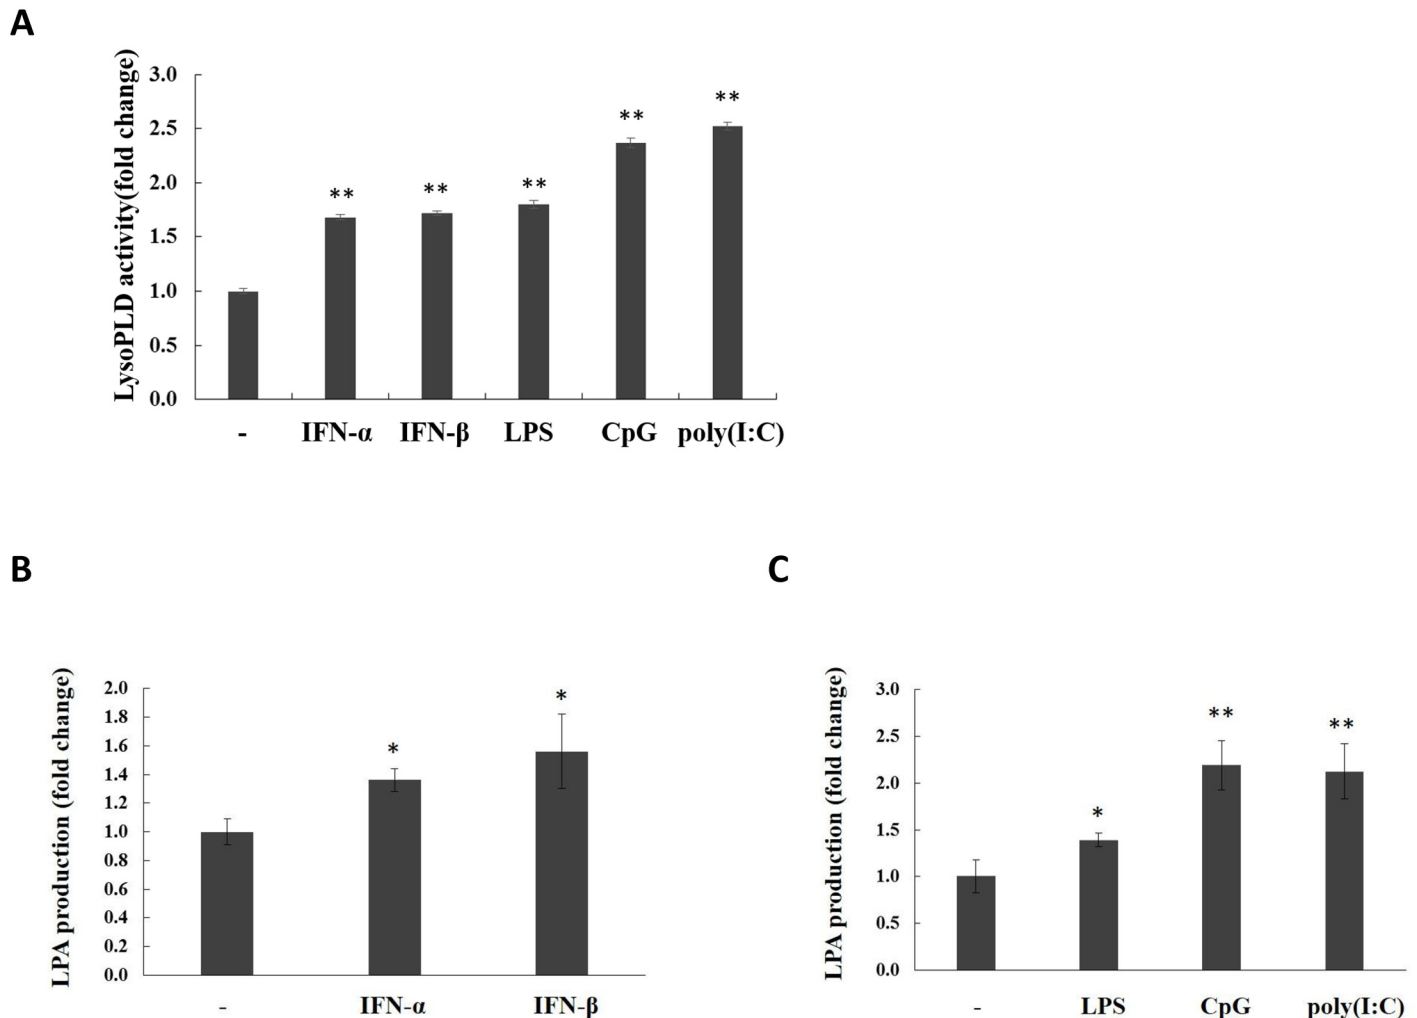 A
LysoPLD activity(fold change)
3.0
2.5
2.0
1.5
1.0
0.5
0.0
** ** ** ** **
- IFN-α IFN-β LPS CpG poly(I:C)
B
LPA production (fold change)
2.0
1.8
1.6
1.4
1.2
1.0
0.8
0.6
0.4
0.2
0.0
* *
- IFN-α IFN-β
C
LPA production (fold change)
3.0
2.5
2.0
1.5
1.0
0.5
0.0
* ** **
- LPS CpG poly(I:C)